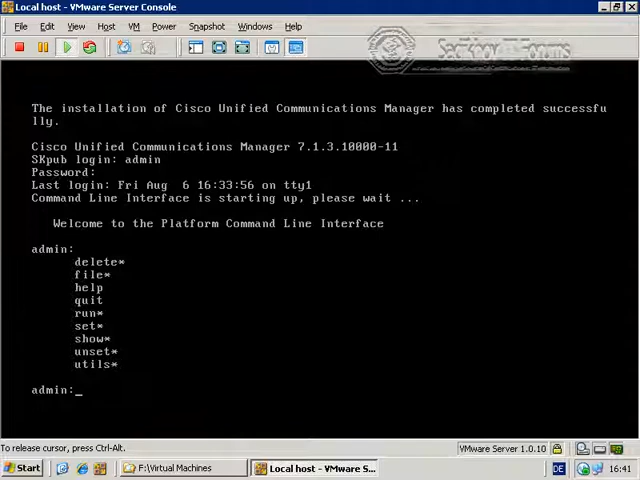 Local host - VMware Server Console
File Edit View Host VM Power Snapshot Windows Help
The installation of Cisco Unified Communications Manager has completed successfu
lly.
Cisco Unified Communications Manager 7.1.3.10000-11
SKpub login: admin
Password:
Last login: Fri Aug  6 16:33:56 on tty1
Command Line Interface is starting up, please wait ...
Welcome to the Platform Command Line Interface
admin:
delete*
file*
help
quit
run*
set*
show*
unset*
utils*
admin:_
To release cursor, press Ctrl-Alt.
VMware Server 1.0.10
Start
F:\Virtual Machines
Local host - VMware S...
DE
16:41